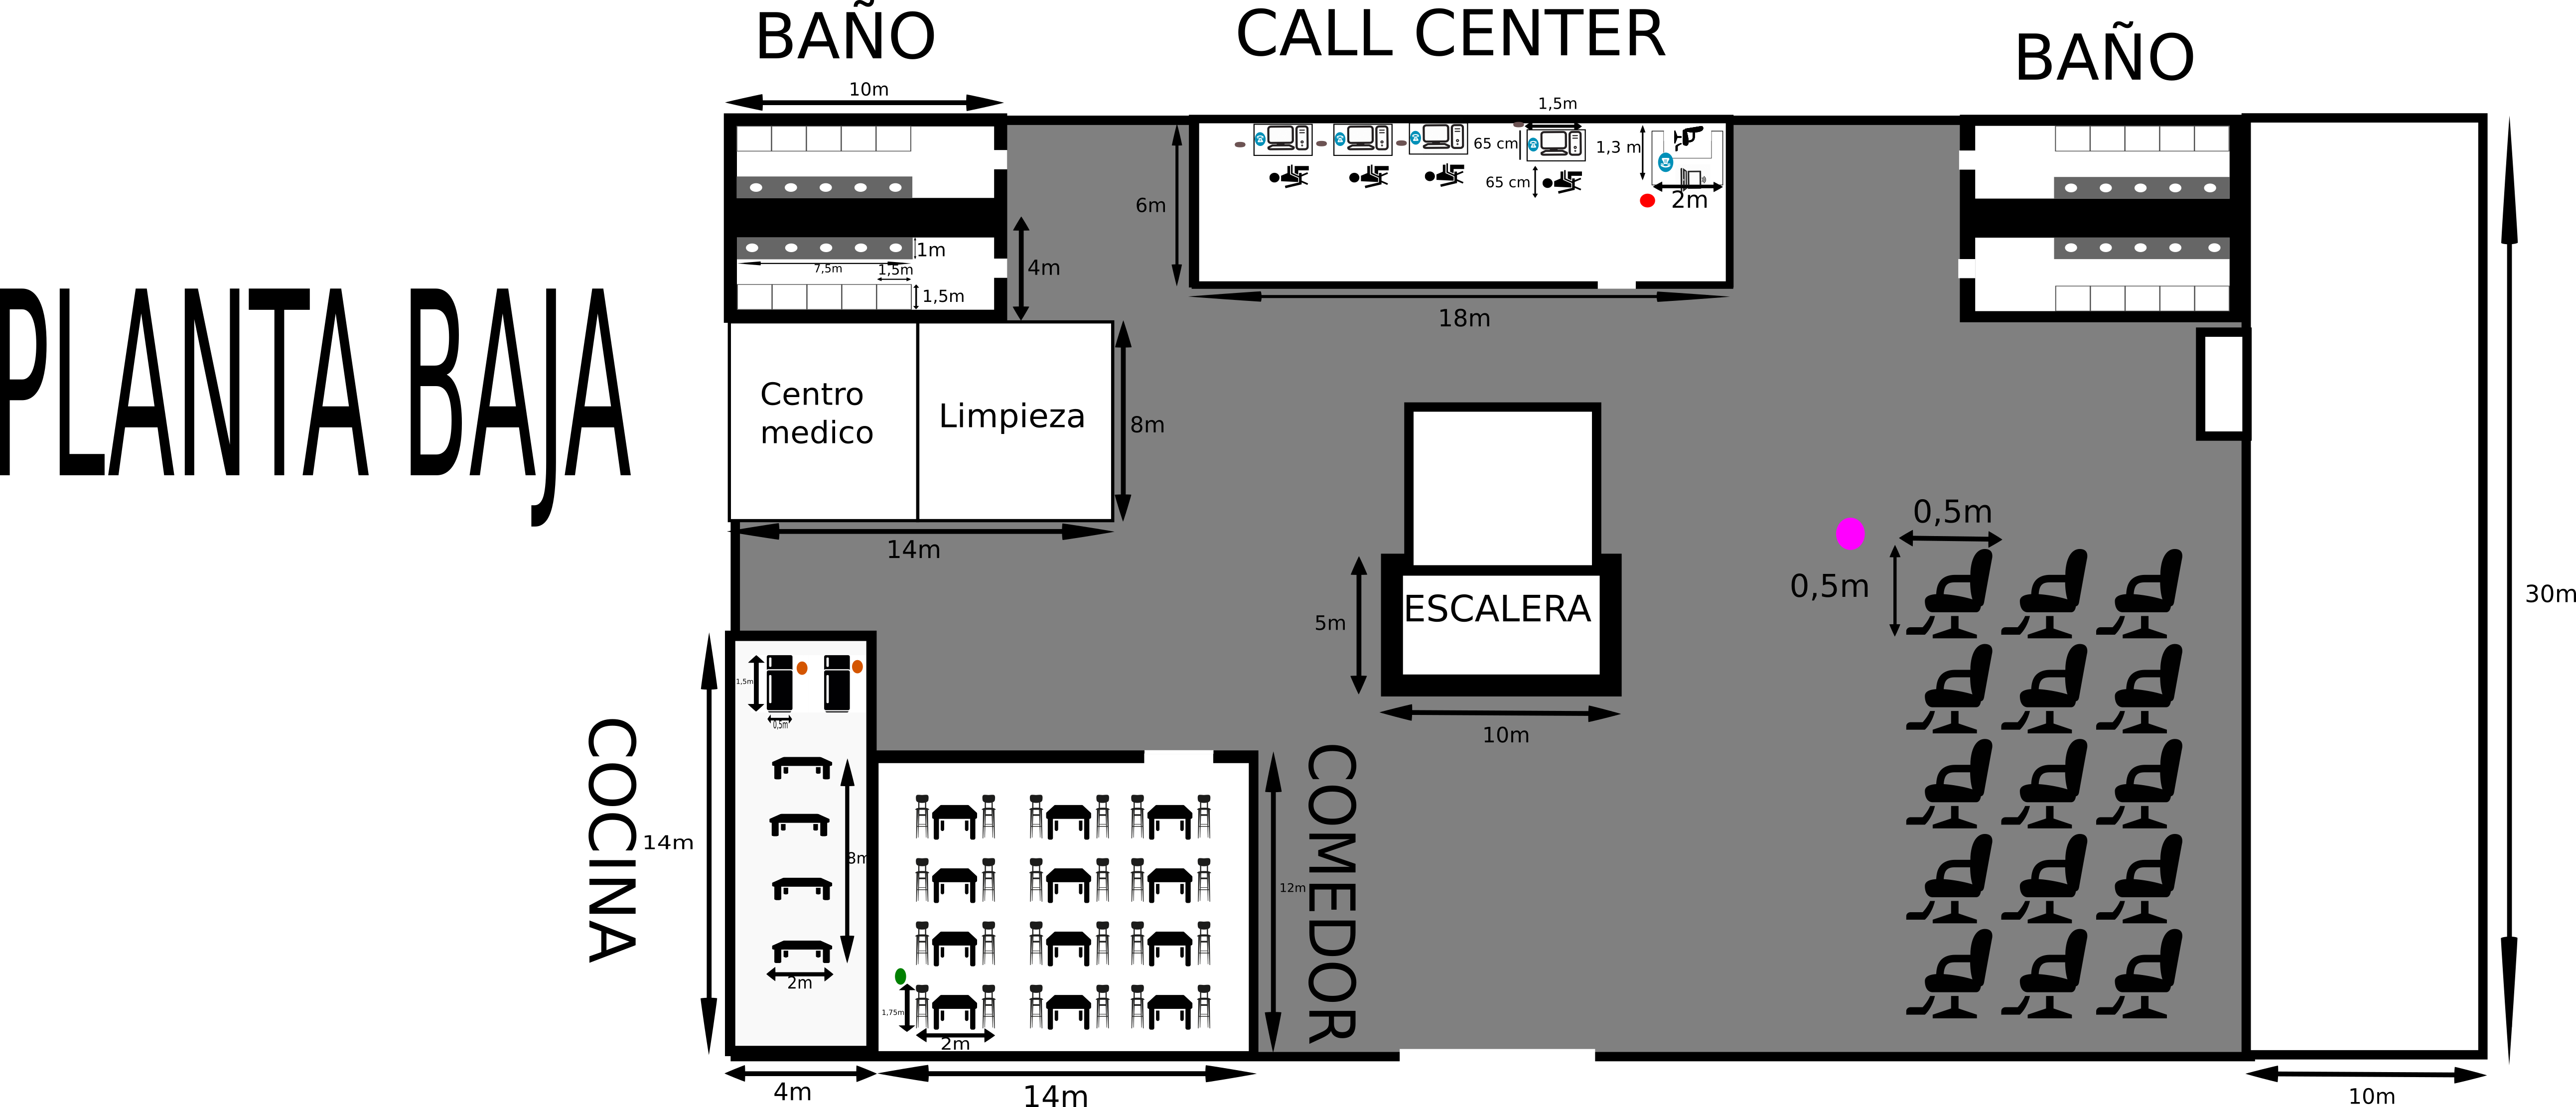 BAÑO
CALL CENTER
BAÑO
10m
1,5m
65 cm
1,3 m
65 cm
2m
6m
1m
7,5m
1,5m
1,5m
4m
18m
PLANTA BAJA
Centro
medico
Limpieza
8m
14m
0,5m
0,5m
ESCALERA
5m
10m
30m
1,5m
0,5m
COCINA
14m
8m
2m
COMEDOR
12m
1,75m
2m
4m
14m
10m